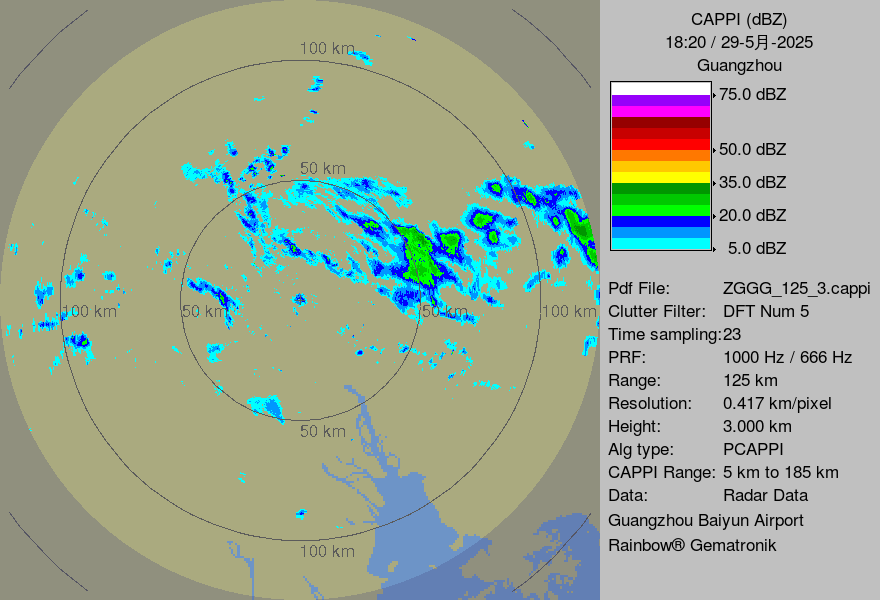 100 km
50 km
100 km
50 km
50 km
100 km
50 km
100 km
CAPPI (dBZ)
18:20 / 29-5月-2025
Guangzhou
75.0 dBZ
50.0 dBZ
35.0 dBZ
20.0 dBZ
5.0 dBZ
Pdf File: ZGGG_125_3.cappi
Clutter Filter: DFT Num 5
Time sampling:23
PRF: 1000 Hz / 666 Hz
Range: 125 km
Resolution: 0.417 km/pixel
Height: 3.000 km
Alg type: PCAPPI
CAPPI Range: 5 km to 185 km
Data: Radar Data
Guangzhou Baiyun Airport
Rainbow® Gematronik